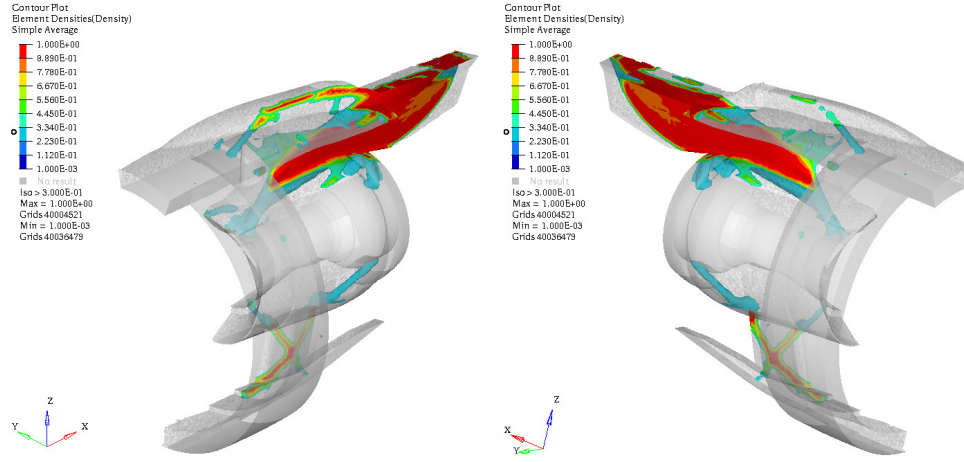 Contour Plot
Element Densities(Density)
Simple Average
1.000E+00
8.890E-01
7.780E-01
6.670E-01
5.560E-01
4.450E-01
3.340E-01
2.230E-01
1.120E-01
1.000E-03
No result
Iso > 3.000E-01
Max = 1.000E+00
Grids 40004521
Min = 1.000E-03
Grids 40036479
Z
Y
X
Contour Plot
Element Densities(Density)
Simple Average
1.000E+00
8.890E-01
7.780E-01
6.670E-01
5.560E-01
4.450E-01
3.340E-01
2.230E-01
1.120E-01
1.000E-03
No result
Iso > 3.000E-01
Max = 1.000E+00
Grids 40004521
Min = 1.000E-03
Grids 40036479
Z
X
Y